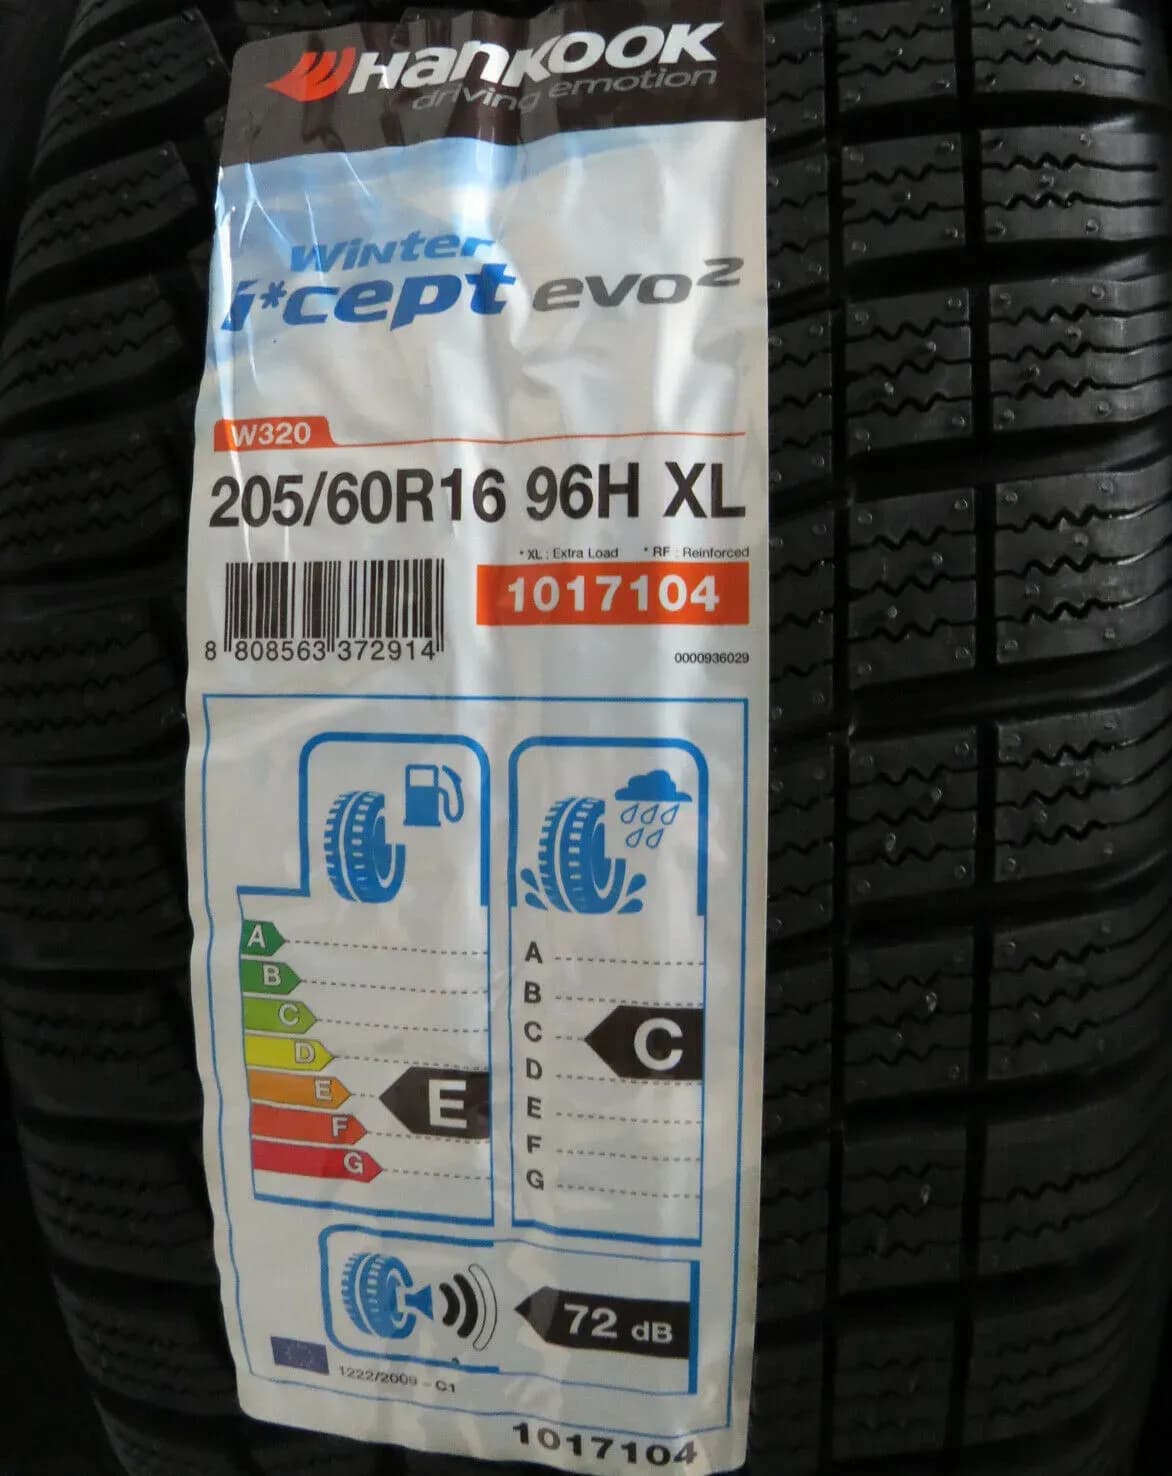 HANKOOK
driving emotion
Winter
i*cept evo2
W320
205/60R16 96H XL
* XL : Extra Load * RF : Reinforced
1017104
8 808563 372914
0000936029
A
B
C
D
E
F
G
E
A
B
C
D
E
F
G
C
72 dB
1222/2009 - C1
1017104